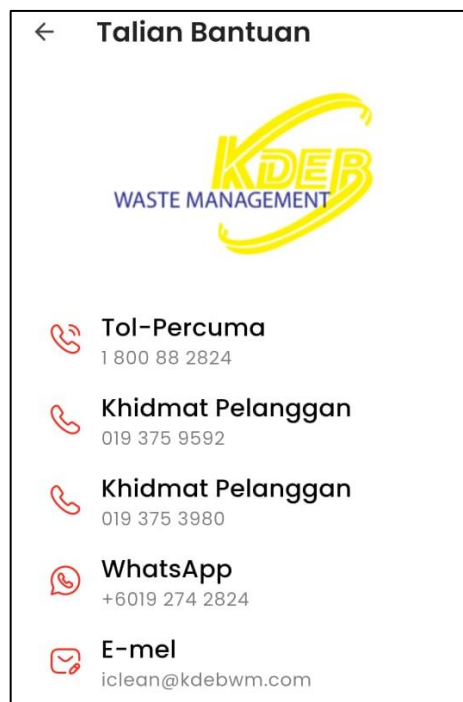 Talian Bantuan
KDEB
WASTE MANAGEMENT
Tol-Percuma
1 800 88 2824
Khidmat Pelanggan
019 375 9592
Khidmat Pelanggan
019 375 3980
WhatsApp
+6019 274 2824
E-mel
iclean@kdebwm.com